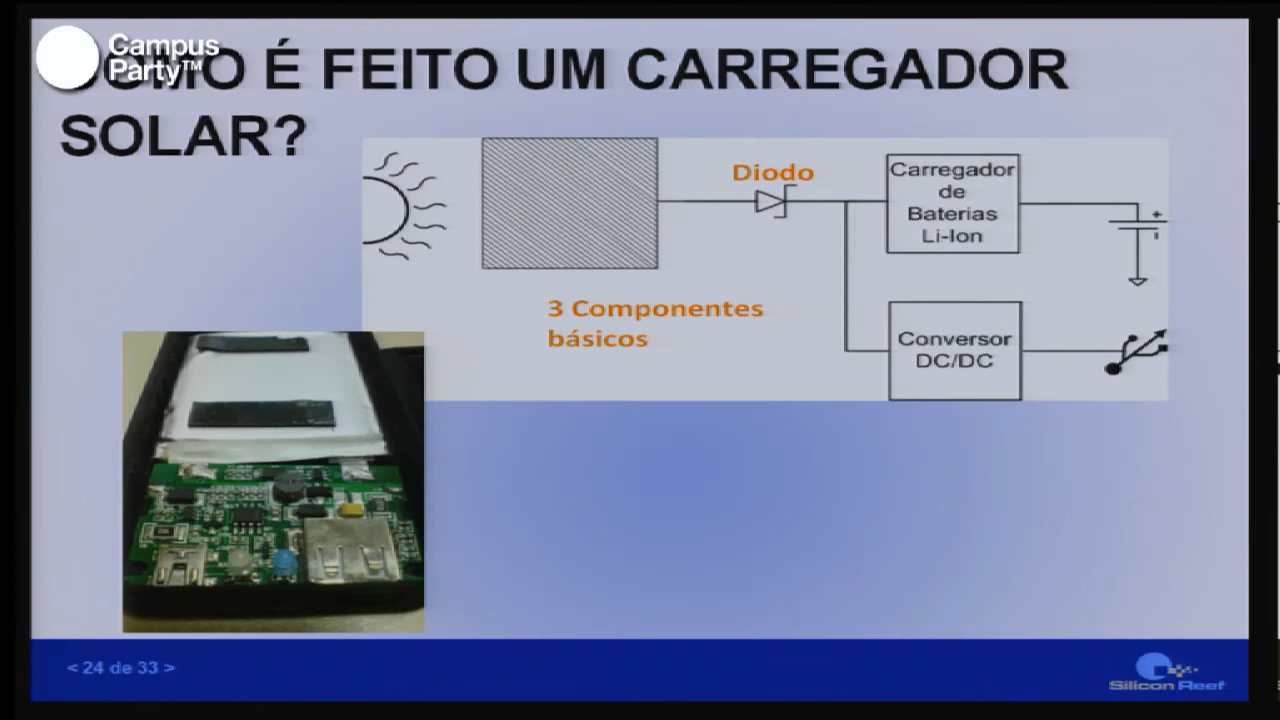 Campus
Party™
COMO É FEITO UM CARREGADOR
SOLAR?
Diodo
Carregador
de
Baterias
Li-Ion
+
3 Componentes
básicos
Conversor
DC/DC
< 24 de 33 >
Silicon Reef